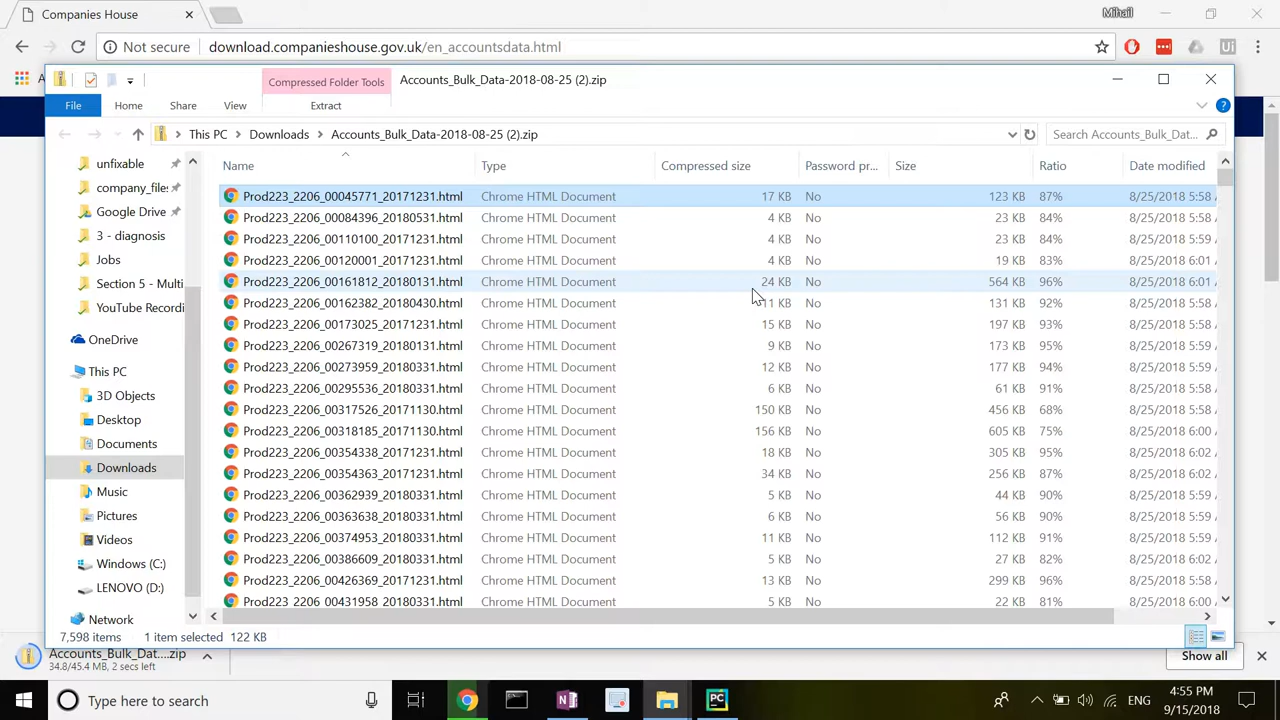 Companies House
Mihail
Not secure download.companieshouse.gov.uk/en_accountsdata.html
Compressed Folder Tools Accounts_Bulk_Data-2018-08-25 (2).zip
File Home Share View Extract
This PC Downloads Accounts_Bulk_Data-2018-08-25 (2).zip Search Accounts_Bulk_Dat...
Name Type Compressed size Password pr... Size Ratio Date modified
unfixable
company_files
Google Drive
3 - diagnosis
Jobs
Section 5 - Multi
YouTube Recordi
OneDrive
This PC
3D Objects
Desktop
Documents
Downloads
Music
Pictures
Videos
Windows (C:)
LENOVO (D:)
Network
Prod223_2206_00045771_20171231.html Chrome HTML Document 17 KB No 123 KB 87% 8/25/2018 5:58
Prod223_2206_00084396_20180531.html Chrome HTML Document 4 KB No 23 KB 84% 8/25/2018 5:58
Prod223_2206_00110100_20171231.html Chrome HTML Document 4 KB No 23 KB 84% 8/25/2018 5:59
Prod223_2206_00120001_20171231.html Chrome HTML Document 4 KB No 19 KB 83% 8/25/2018 6:01
Prod223_2206_00161812_20180131.html Chrome HTML Document 24 KB No 564 KB 96% 8/25/2018 6:01
Prod223_2206_00162382_20180430.html Chrome HTML Document 11 KB No 131 KB 92% 8/25/2018 5:58
Prod223_2206_00173025_20171231.html Chrome HTML Document 15 KB No 197 KB 93% 8/25/2018 5:58
Prod223_2206_00267319_20180131.html Chrome HTML Document 9 KB No 173 KB 95% 8/25/2018 5:58
Prod223_2206_00273959_20180331.html Chrome HTML Document 12 KB No 177 KB 94% 8/25/2018 5:59
Prod223_2206_00295536_20180331.html Chrome HTML Document 6 KB No 61 KB 91% 8/25/2018 5:58
Prod223_2206_00317526_20171130.html Chrome HTML Document 150 KB No 456 KB 68% 8/25/2018 5:58
Prod223_2206_00318185_20171130.html Chrome HTML Document 156 KB No 605 KB 75% 8/25/2018 6:00
Prod223_2206_00354338_20171231.html Chrome HTML Document 18 KB No 305 KB 95% 8/25/2018 6:02
Prod223_2206_00354363_20171231.html Chrome HTML Document 34 KB No 256 KB 87% 8/25/2018 5:58
Prod223_2206_00362939_20180331.html Chrome HTML Document 5 KB No 44 KB 90% 8/25/2018 5:58
Prod223_2206_00363638_20180331.html Chrome HTML Document 6 KB No 56 KB 90% 8/25/2018 5:58
Prod223_2206_00374953_20180331.html Chrome HTML Document 11 KB No 112 KB 91% 8/25/2018 5:59
Prod223_2206_00386609_20180331.html Chrome HTML Document 5 KB No 27 KB 82% 8/25/2018 6:02
Prod223_2206_00426369_20171231.html Chrome HTML Document 13 KB No 299 KB 96% 8/25/2018 5:58
Prod223_2206_00431958_20180331.html Chrome HTML Document 5 KB No 22 KB 81% 8/25/2018 6:00
7,598 items 1 item selected 122 KB
Accounts_Bulk_Dat....zip
34.8/45.4 MB, 2 secs left
Show all
Type here to search
ENG
4:55 PM
9/15/2018